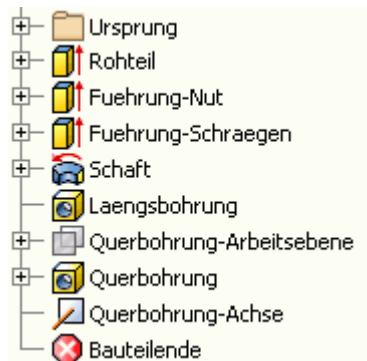 Ursprung
Rohteil
Fuehrung-Nut
Fuehrung-Schraegen
Schaft
Laengsbohrung
Querbohrung-Arbeitsebene
Querbohrung
Querbohrung-Achse
Bauteilende